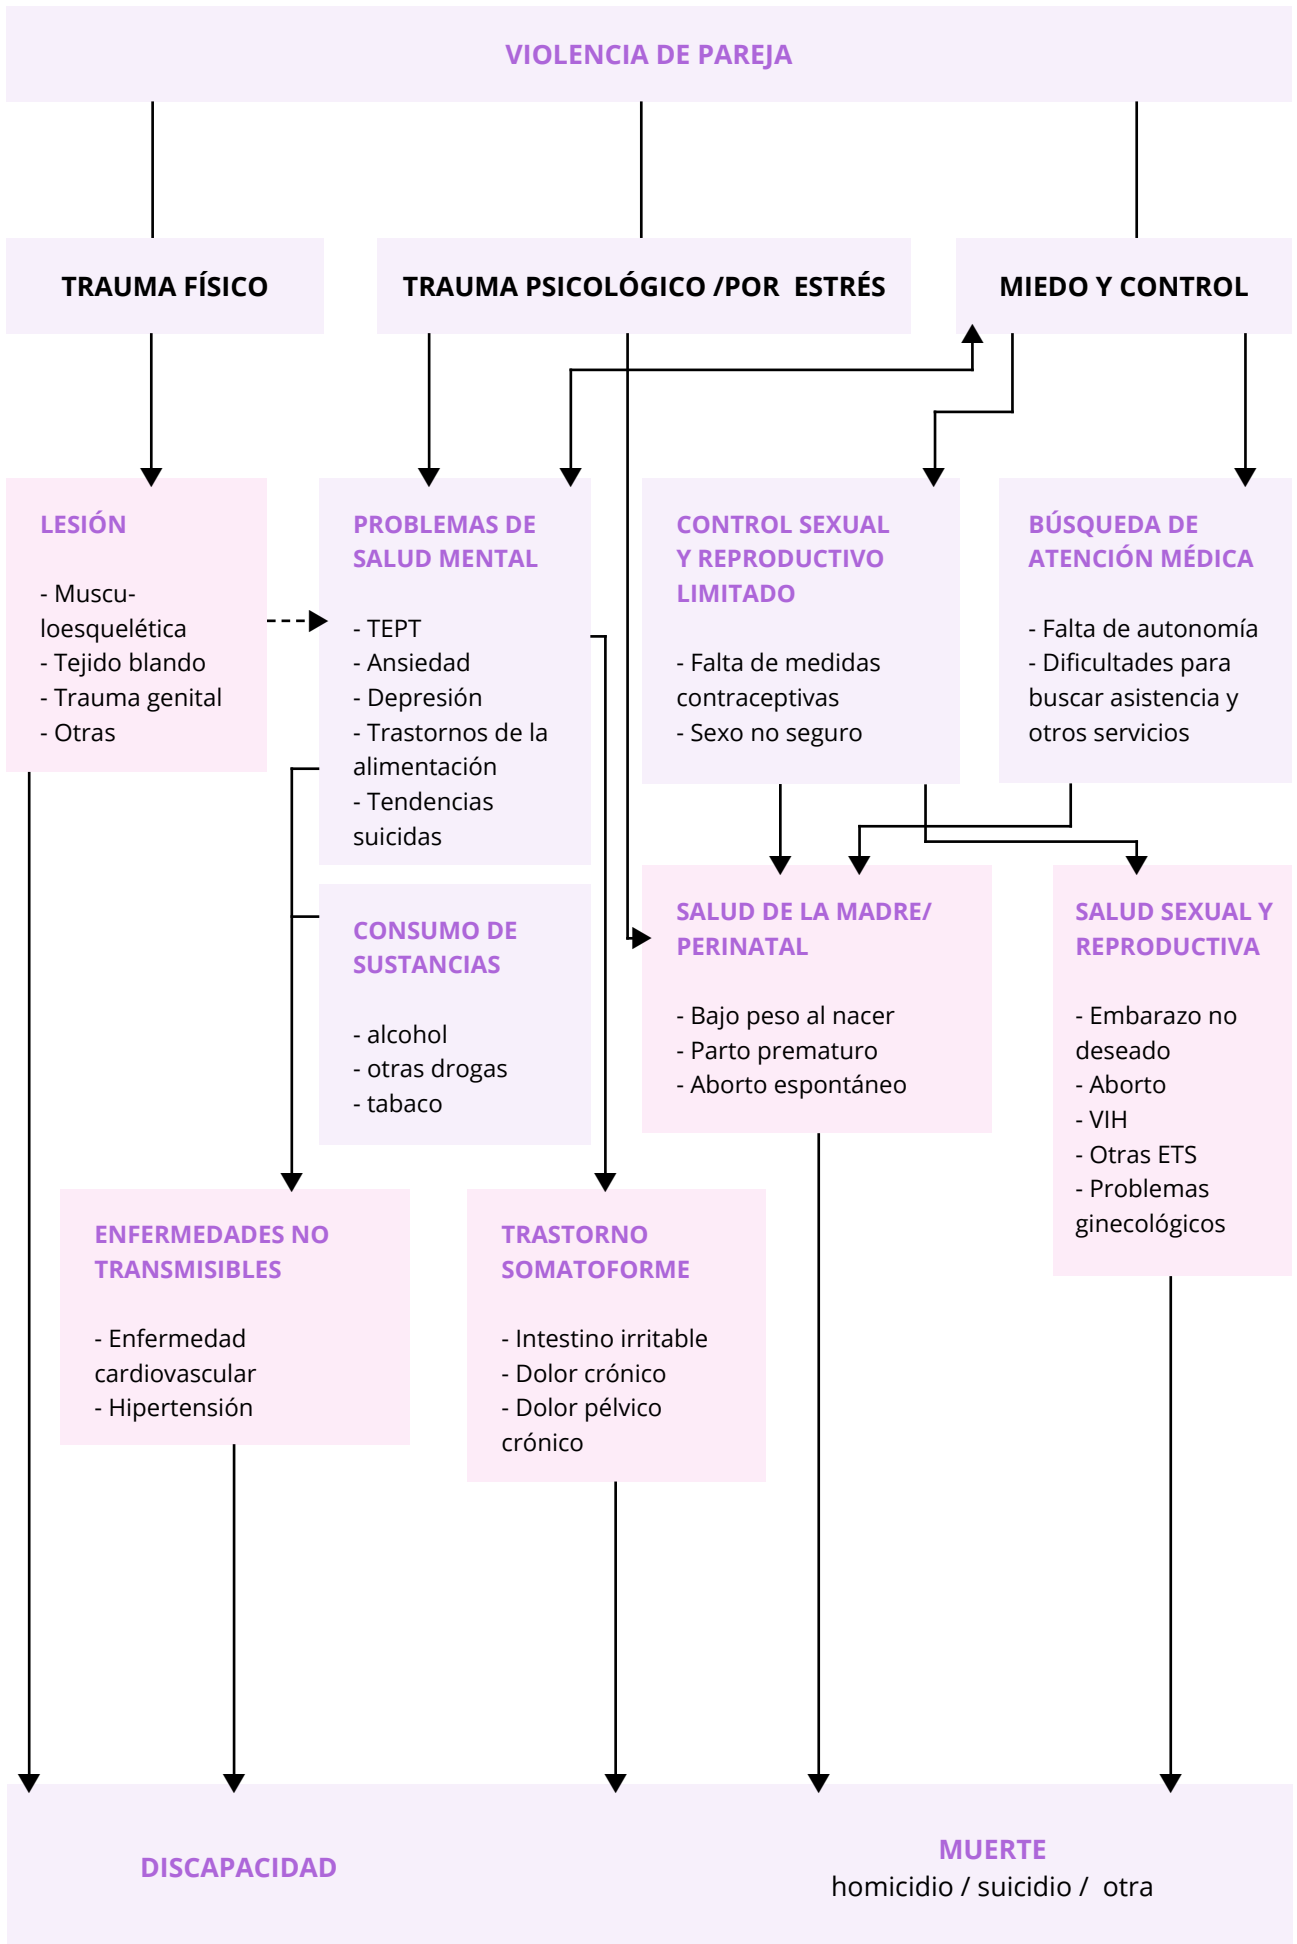 VIOLENCIA DE PAREJA
TRAUMA FÍSICO
TRAUMA PSICOLÓGICO /POR ESTRÉS
MIEDO Y CONTROL
LESIÓN
- Muscu-
loesquelética
- Tejido blando
- Trauma genital
- Otras
PROBLEMAS DE
SALUD MENTAL
- TEPT
- Ansiedad
- Depresión
- Trastornos de la
alimentación
- Tendencias
suicidas
CONTROL SEXUAL
Y REPRODUCTIVO
LIMITADO
- Falta de medidas
contraceptivas
- Sexo no seguro
BÚSQUEDA DE
ATENCIÓN MÉDICA
- Falta de autonomía
- Dificultades para
buscar asistencia y
otros servicios
CONSUMO DE
SUSTANCIAS
- alcohol
- otras drogas
- tabaco
SALUD DE LA MADRE/
PERINATAL
- Bajo peso al nacer
- Parto prematuro
- Aborto espontáneo
SALUD SEXUAL Y
REPRODUCTIVA
- Embarazo no
deseado
- Aborto
- VIH
- Otras ETS
- Problemas
ginecológicos
ENFERMEDADES NO
TRANSMISIBLES
- Enfermedad
cardiovascular
- Hipertensión
TRASTORNO
SOMATOFORME
- Intestino irritable
- Dolor crónico
- Dolor pélvico
crónico
DISCAPACIDAD
MUERTE
homicidio / suicidio / otra